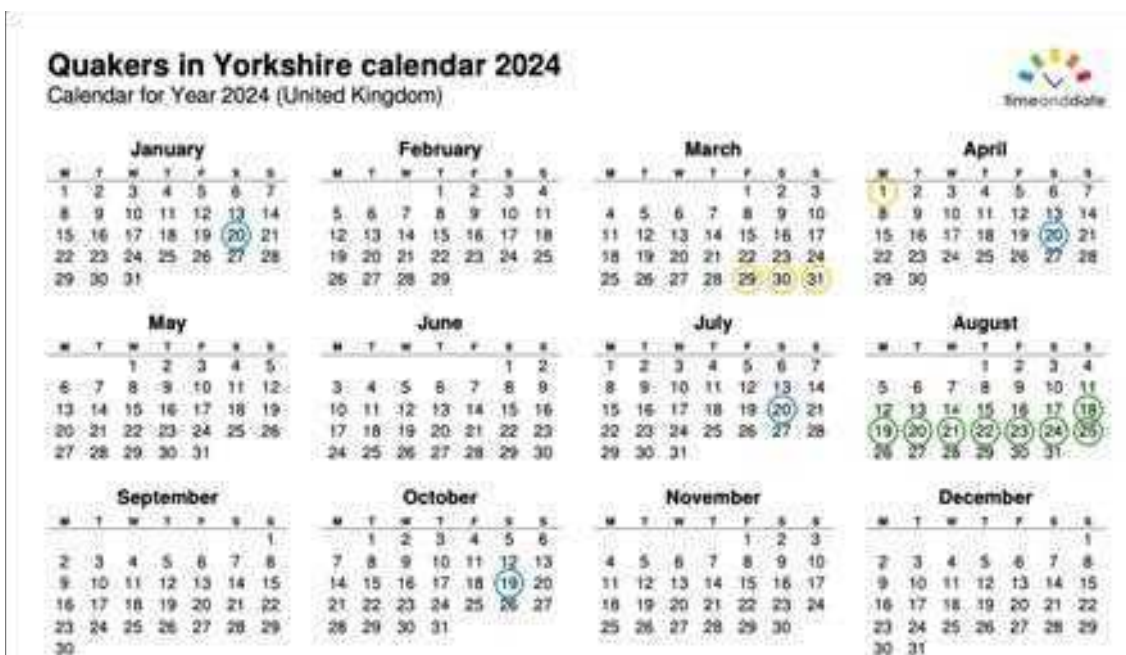 Quakers in Yorkshire calendar 2024
Calendar for Year 2024 (United Kingdom)
timeanddate
January February March April
M T W T F S S M T W T F S S M T W T F S S M T W T F S S
1 2 3 4 5 6 7 1 2 3 4 1 2 3 1 2 3 4 5 6 7
8 9 10 11 12 13 14 5 6 7 8 9 10 11 4 5 6 7 8 9 10 8 9 10 11 12 13 14
15 16 17 18 19 20 21 12 13 14 15 16 17 18 11 12 13 14 15 16 17 15 16 17 18 19 20 21
22 23 24 25 26 27 28 19 20 21 22 23 24 25 18 19 20 21 22 23 24 22 23 24 25 26 27 28
29 30 31 26 27 28 29 25 26 27 28 29 30 31 29 30
May June July August
M T W T F S S M T W T F S S M T W T F S S M T W T F S S
1 2 3 4 5 1 2 1 2 3 4 5 6 7 1 2 3 4
6 7 8 9 10 11 12 3 4 5 6 7 8 9 8 9 10 11 12 13 14 5 6 7 8 9 10 11
13 14 15 16 17 18 19 10 11 12 13 14 15 16 15 16 17 18 19 20 21 12 13 14 15 16 17 18
20 21 22 23 24 25 26 17 18 19 20 21 22 23 22 23 24 25 26 27 28 19 20 21 22 23 24 25
27 28 29 30 31 24 25 26 27 28 29 30 29 30 31 26 27 28 29 30 31
September October November December
M T W T F S S M T W T F S S M T W T F S S M T W T F S S
1 1 2 3 4 5 6 1 2 3 1
2 3 4 5 6 7 8 7 8 9 10 11 12 13 4 5 6 7 8 9 10 2 3 4 5 6 7 8
9 10 11 12 13 14 15 14 15 16 17 18 19 20 11 12 13 14 15 16 17 9 10 11 12 13 14 15
16 17 18 19 20 21 22 21 22 23 24 25 26 27 18 19 20 21 22 23 24 16 17 18 19 20 21 22
23 24 25 26 27 28 29 28 29 30 31 25 26 27 28 29 30 23 24 25 26 27 28 29
30 30 31